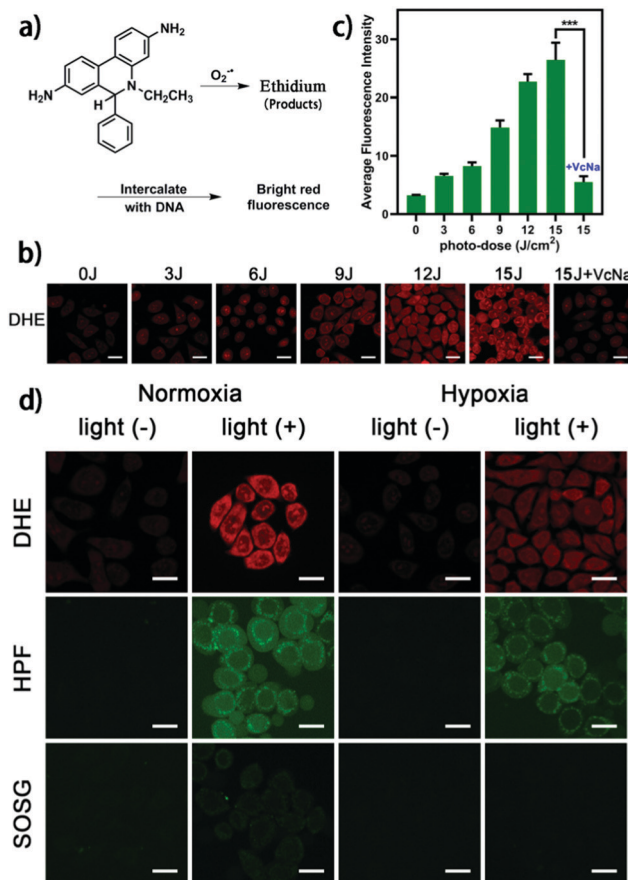 a)
NH₂
H₂N
N
CH₂CH₃
H
O₂⁻•
Ethidium
(Products)
Intercalate
with DNA
Bright red
fluorescence
c)
Average Fluorescence Intensity
30
20
10
0
***
+VcNa
0 3 6 9 12 15 15
photo-dose (J/cm²)
b)
0J 3J 6J 9J 12J 15J 15J+VcNa
DHE
d)
Normoxia Hypoxia
light (-) light (+) light (-) light (+)
DHE
HPF
SOSG